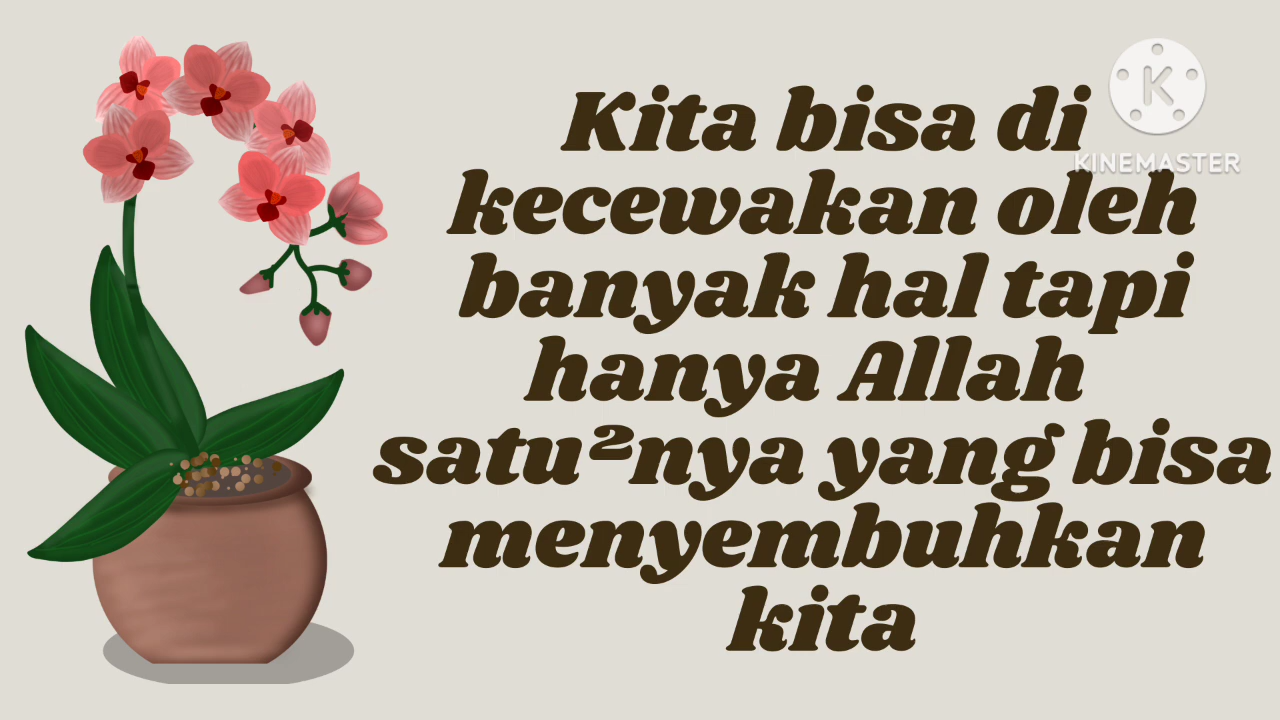 Kita bisa di
kecewakan oleh
banyak hal tapi
hanya Allah
satu²nya yang bisa
menyembuhkan
kita
K
KINEMASTER